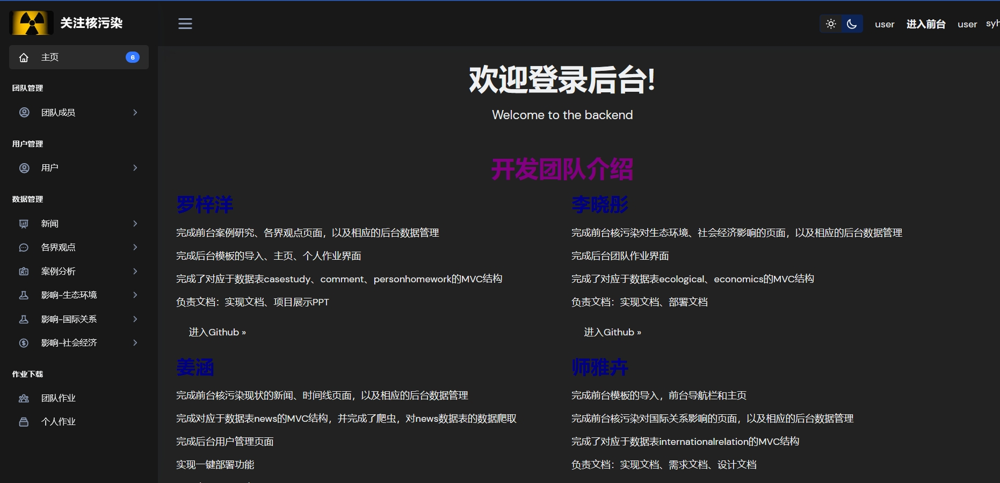 关注核污染
user
进入前台
user
syh
主页
6
团队管理
团队成员
用户管理
用户
数据管理
新闻
各界观点
案例分析
影响-生态环境
影响-国际关系
影响-社会经济
作业下载
团队作业
个人作业
欢迎登录后台!
Welcome to the backend
开发团队介绍
罗梓洋
完成前台案例研究、各界观点页面，以及相应的后台数据管理
完成后台模板的导入、主页、个人作业界面
完成了对应于数据表casestudy、comment、personhomework的MVC结构
负责文档：实现文档、项目展示PPT
进入Github »
李晓彤
完成前台核污染对生态环境、社会经济影响的页面，以及相应的后台数据管理
完成后台团队作业界面
完成了对应于数据表ecological、economics的MVC结构
负责文档：实现文档、部署文档
进入Github »
姜涵
完成前台核污染现状的新闻、时间线页面，以及相应的后台数据管理
完成对应于数据表news的MVC结构，并完成了爬虫，对news数据表的数据爬取
完成后台用户管理页面
实现一键部署功能
师雅卉
完成前台模板的导入，前台导航栏和主页
完成前台核污染对国际关系影响的页面，以及相应的后台数据管理
完成了对应于数据表internationalrelation的MVC结构
负责文档：实现文档、需求文档、设计文档